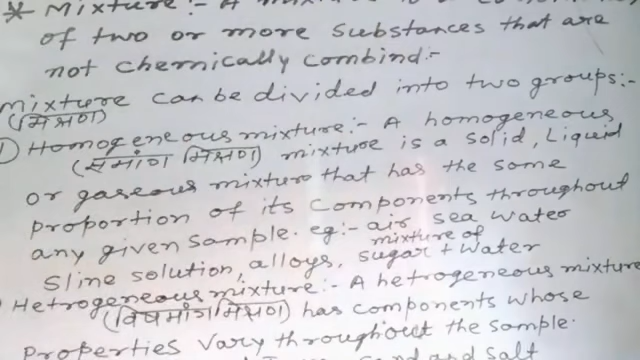 * Mixture :- A
of two or more substances that are
not chemically combind:-
Mixture can be divided into two groups:-
(मिश्रण)
1) Homogeneous mixture:- A homogeneous
(समांग मिश्रण) mixture is a solid, Liquid
or gaseous mixture that has the same
proportion of its components throughout
any given sample. eg:- air, sea water
Sline solution, alloys, mixture of sugar + water
Hetrogeneous mixture:- A hetrogeneous mixture
(विषमांग मिश्रण) has components whose
Properties vary throughout the sample.
sand and salt